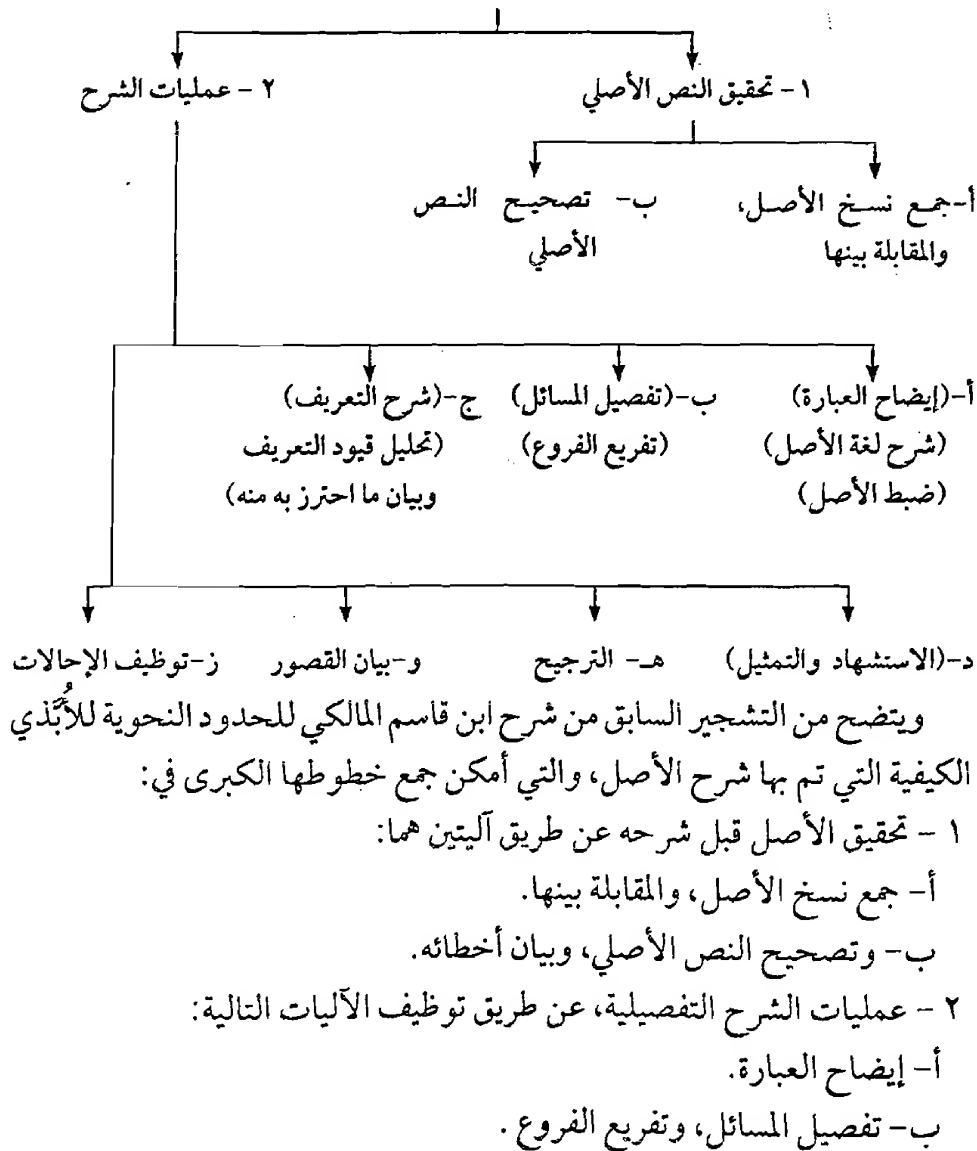 ١ - تحقيق النص الأصلي ٢ - عمليات الشرح
أ-جمع نسخ الأصل، ب- تصحيح النص
والمقابلة بينها الأصلي
أ-(إيضاح العبارة) ب-(تفصيل المسائل) ج-(شرح التعريف)
(شرح لغة الأصل) (تفريع الفروع) (تحليل قيود التعريف
(ضبط الأصل) وبيان ما احترز به منه)
د-(الاستشهاد والتمثيل) هـ- الترجيح و-بيان القصور ز-توظيف الإحالات
ويتضح من التشجير السابق من شرح ابن قاسم المالكي للحدود النحوية للأُبَّذي
الكيفية التي تم بها شرح الأصل، والتي أمكن جمع خطوطها الكبرى في:
١ - تحقيق الأصل قبل شرحه عن طريق آليتين هما:
أ- جمع نسخ الأصل، والمقابلة بينها.
ب- وتصحيح النص الأصلي، وبيان أخطائه.
٢ - عمليات الشرح التفصيلية، عن طريق توظيف الآليات التالية:
أ- إيضاح العبارة.
ب- تفصيل المسائل، وتفريع الفروع .